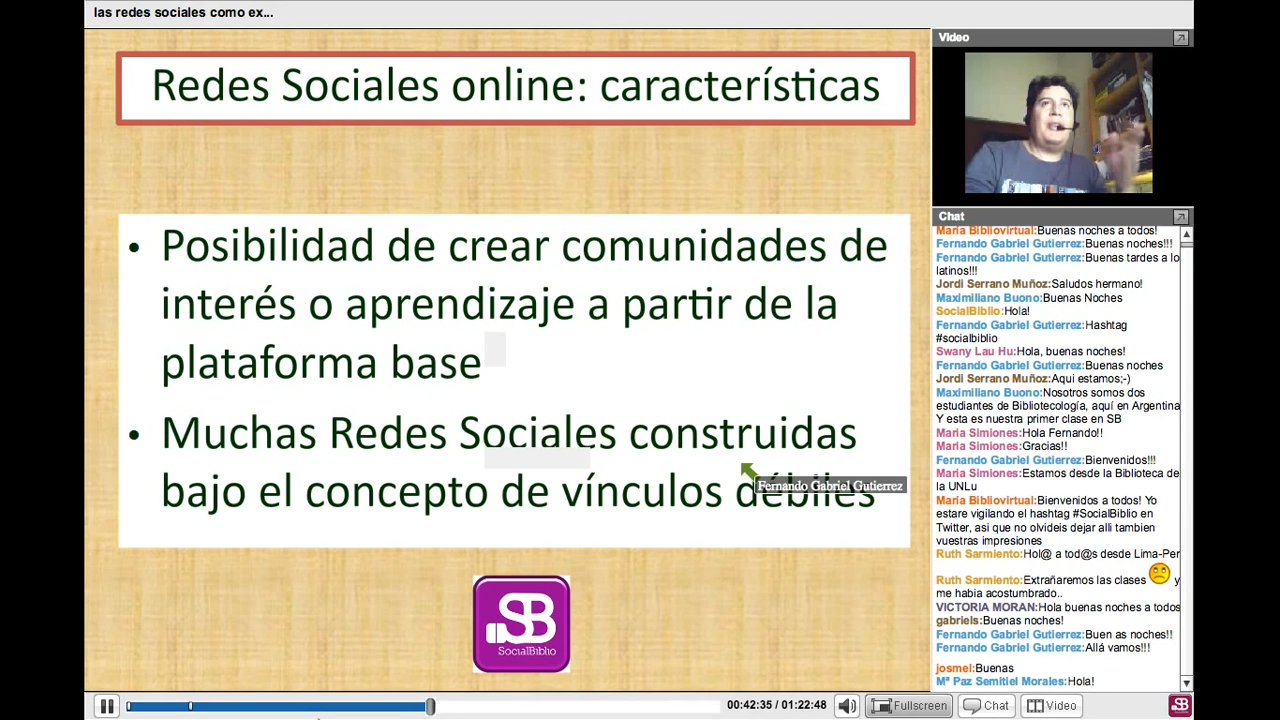 las redes sociales como ex...
Redes Sociales online: características
• Posibilidad de crear comunidades de
interés o aprendizaje a partir de la
plataforma base
• Muchas Redes Sociales construidas
bajo el concepto de vínculos débiles
Fernando Gabriel Gutierrez
SB
SocialBiblio
Video
Chat
María Bibliovirtual:Buenas noches a todos!
Fernando Gabriel Gutierrez:Buenas noches!!!
Fernando Gabriel Gutierrez:Buenas tardes a lo
latinos!!!
Jordi Serrano Muñoz:Saludos hermano!
Maximiliano Buono:Buenas Noches
SocialBiblio:Hola!
Fernando Gabriel Gutierrez:Hashtag
#socialbiblio
Swany Lau Hu:Hola, buenas noches!
Fernando Gabriel Gutierrez:Buenas noches
Jordi Serrano Muñoz:Aqui estamos;-)
Maximiliano Buono:Nosotros somos dos
estudiantes de Bibliotecología, aquí en Argentina
Y esta es nuestra primer clase en SB
Maria Simiones:Hola Fernando!!
Maria Simiones:Gracias!!
Fernando Gabriel Gutierrez:Bienvenidos!!!
Maria Simiones:Estamos desde la Biblioteca de
la UNLu
María Bibliovirtual:Bienvenidos a todos! Yo
estare vigilando el hashtag #SocialBiblio en
Twitter, asi que no olvideis dejar alli tambien
vuestras impresiones
Ruth Sarmiento:Hol@ a tod@s desde Lima-Per
Ruth Sarmiento:Extrañaremos las clases y
me habia acostumbrado..
VICTORIA MORAN:Hola buenas noches a todos
gabriels:Buenas noches!
Fernando Gabriel Gutierrez:Buen as noches!!
Fernando Gabriel Gutierrez:Allá vamos!!!
josmel:Buenas
Mª Paz Semitiel Morales:Hola!
00:42:35 / 01:22:48
Fullscreen
Chat
Video
SB